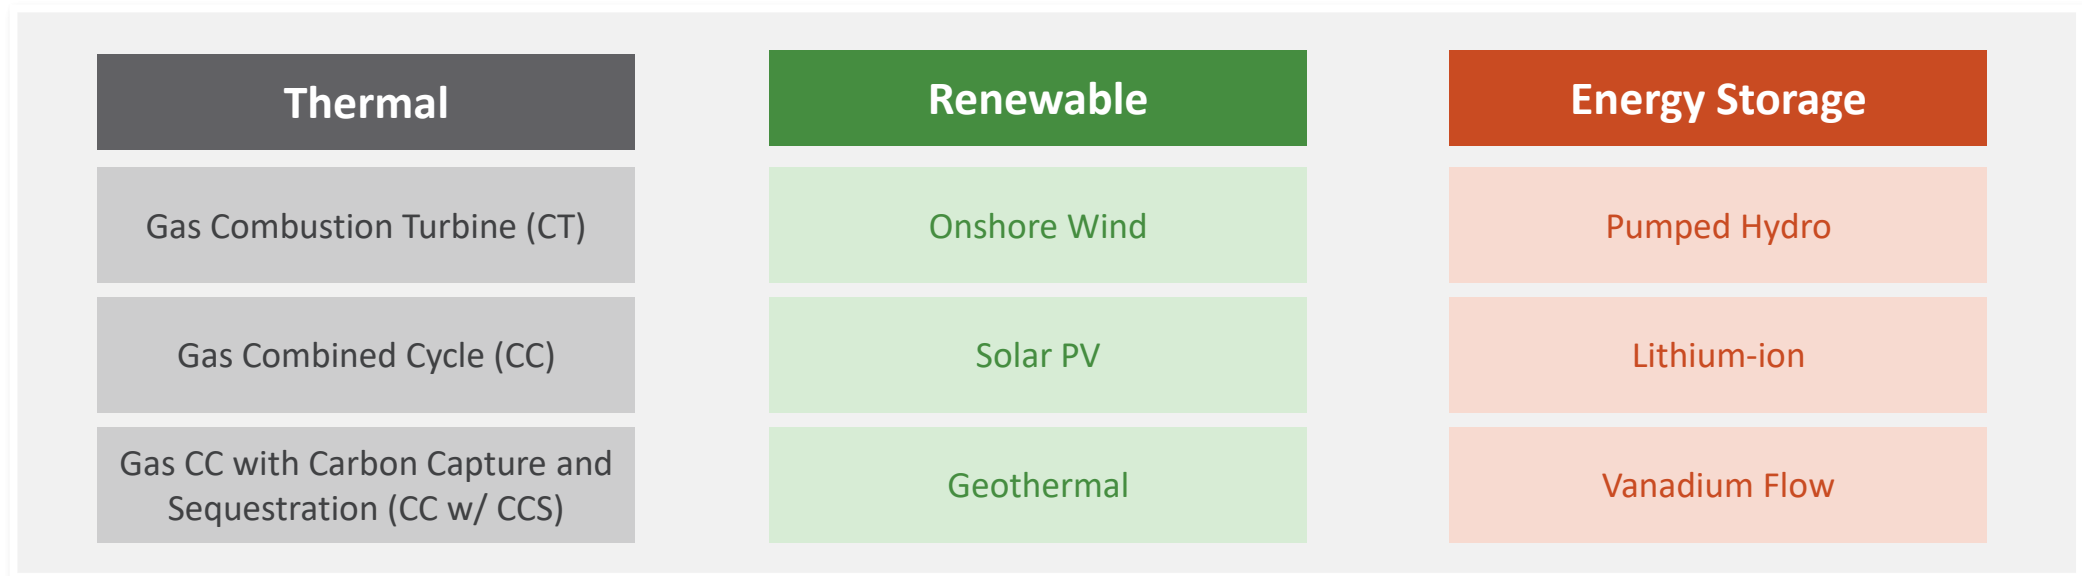 Thermal
Gas Combustion Turbine (CT)
Gas Combined Cycle (CC)
Gas CC with Carbon Capture and
Sequestration (CC w/ CCS)
Renewable
Onshore Wind
Solar PV
Geothermal
Energy Storage
Pumped Hydro
Lithium-ion
Vanadium Flow